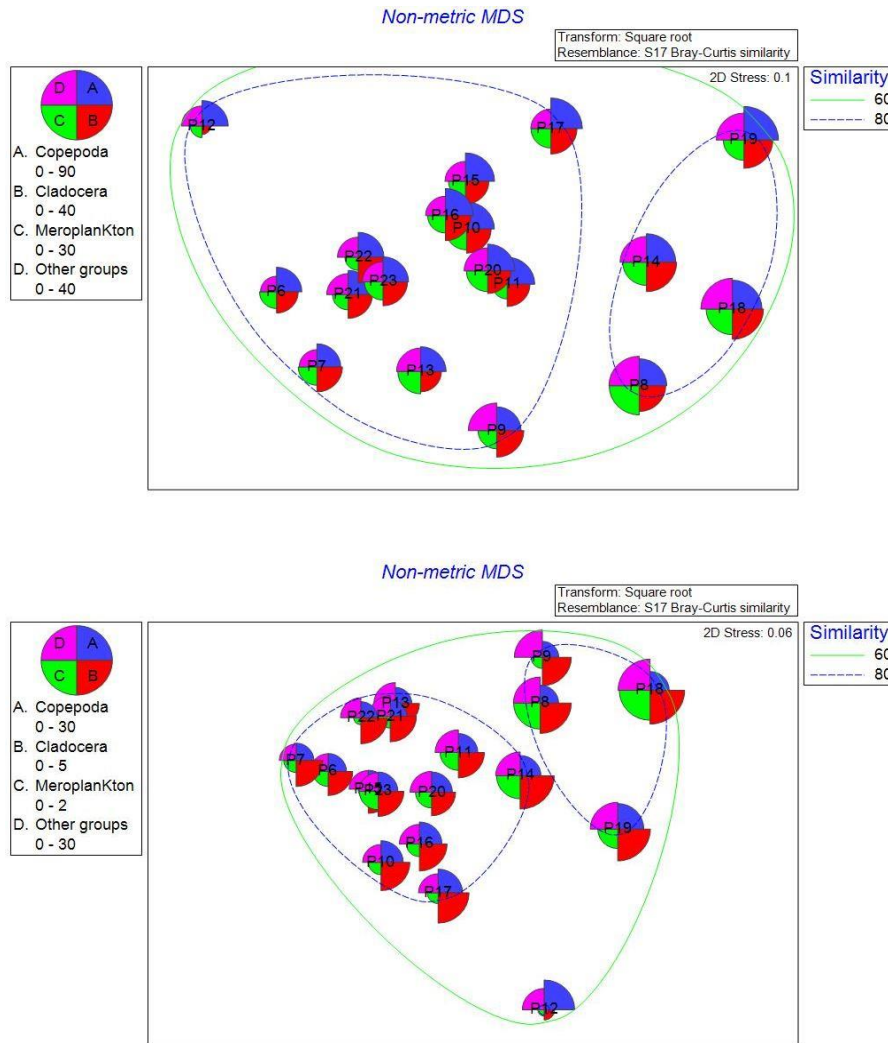 Non-metric MDS
Transform: Square root
Resemblance: S17 Bray-Curtis similarity
D A
C B
A. Copepoda
0 - 90
B. Cladocera
0 - 40
C. MeroplanKton
0 - 30
D. Other groups
0 - 40
2D Stress: 0.1
Similarity
60
80
P12
P17
P19
P15
P16
P10
P22
P14
P20
P23
P11
P6
P21
P18
P7
P13
P8
P9
Non-metric MDS
Transform: Square root
Resemblance: S17 Bray-Curtis similarity
D A
C B
A. Copepoda
0 - 30
B. Cladocera
0 - 5
C. MeroplanKton
0 - 2
D. Other groups
0 - 30
2D Stress: 0.06
Similarity
60
80
P9
P18
P13
P8
P22
P21
P11
P7
P6
P14
P23
P20
P19
P16
P10
P17
P12